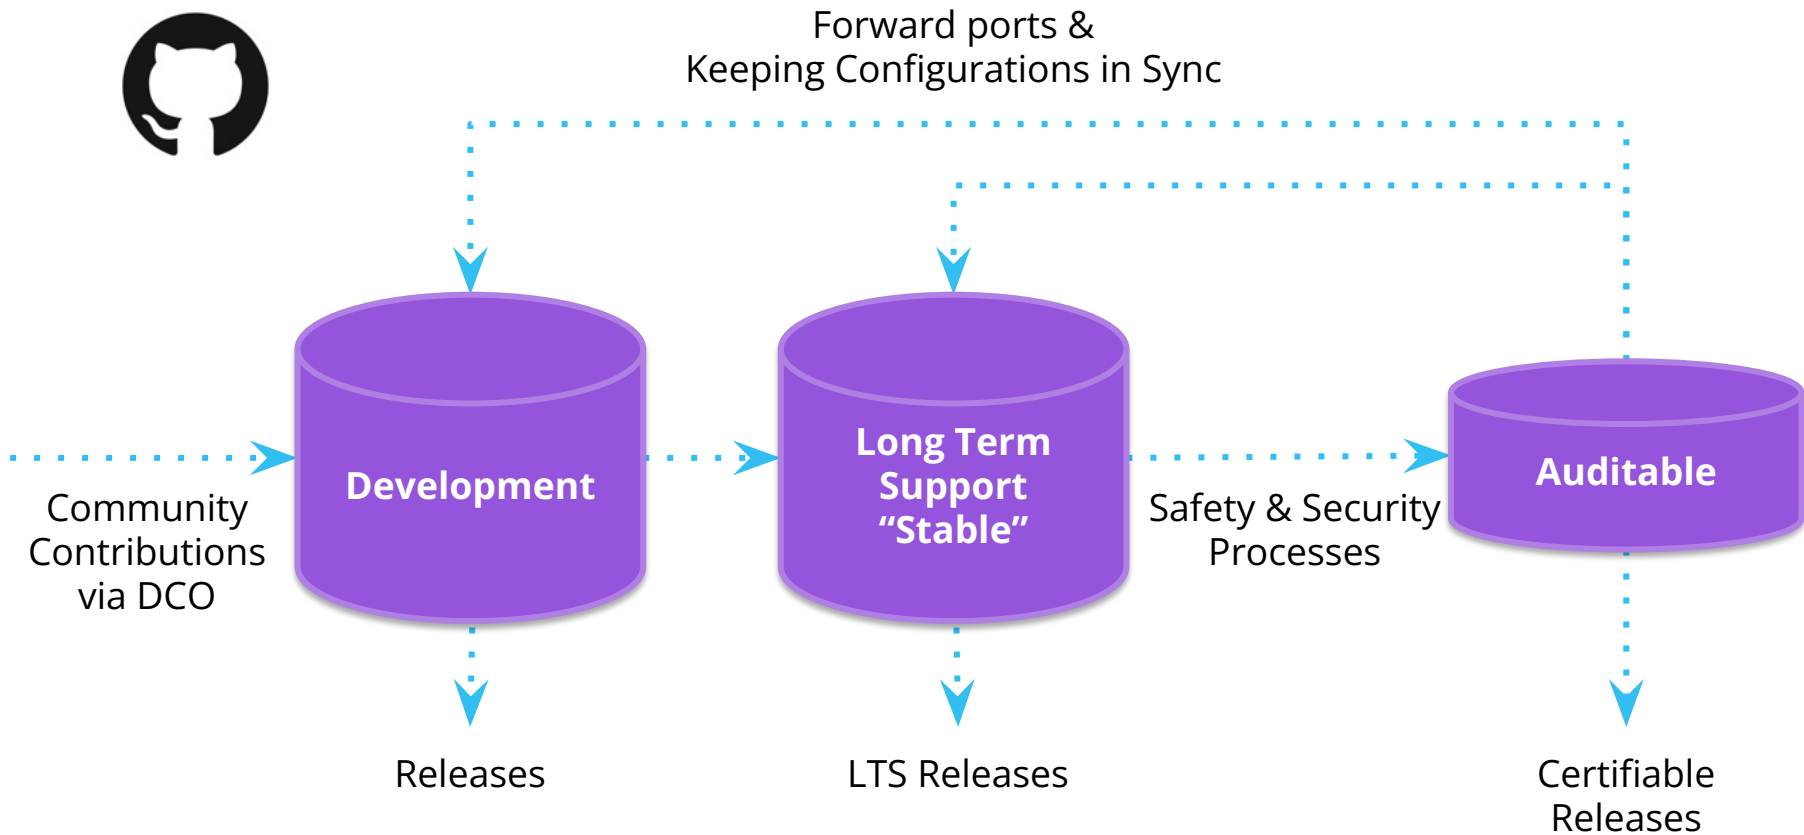 Forward ports &
Keeping Configurations in Sync
Development
Long Term
Support
“Stable”
Auditable
Community
Contributions
via DCO
Safety & Security
Processes
Releases
LTS Releases
Certifiable
Releases